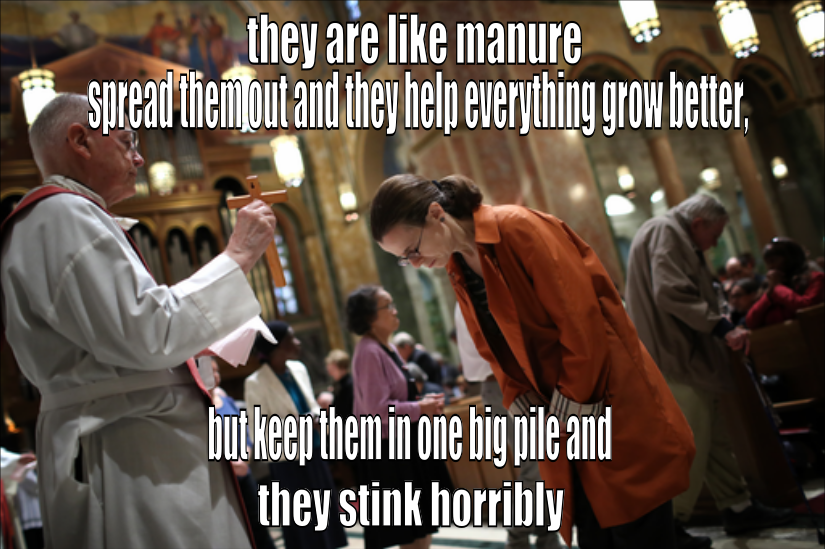 they are like manure
spread them out and they help everything grow better,
but keep them in one big pile and
they stink horribly